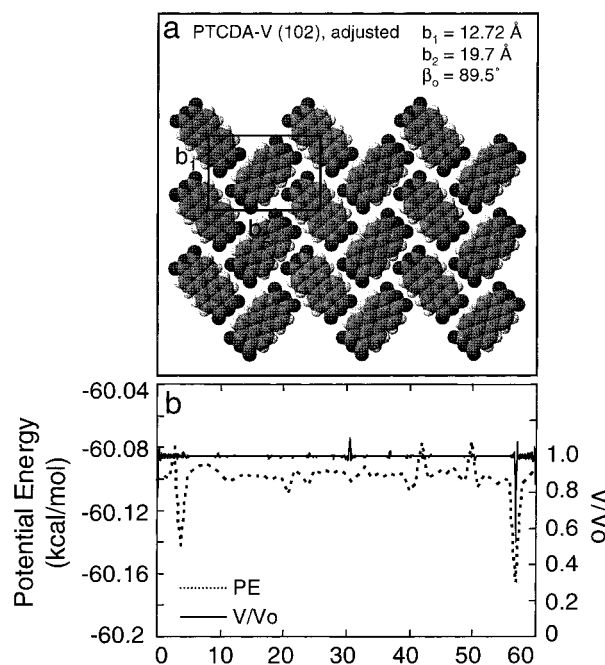 a PTCDA-V (102), adjusted
b₁ = 12.72 Å
b₂ = 19.7 Å
βₒ = 89.5°
b₁
b
b
-60.04
-60.08
-60.12
-60.16
-60.2
Potential Energy
(kcal/mol)
PE
V/Vo
1.0
0.8
0.6
0.4
0.2
0
V/Vo
0 10 20 30 40 50 60